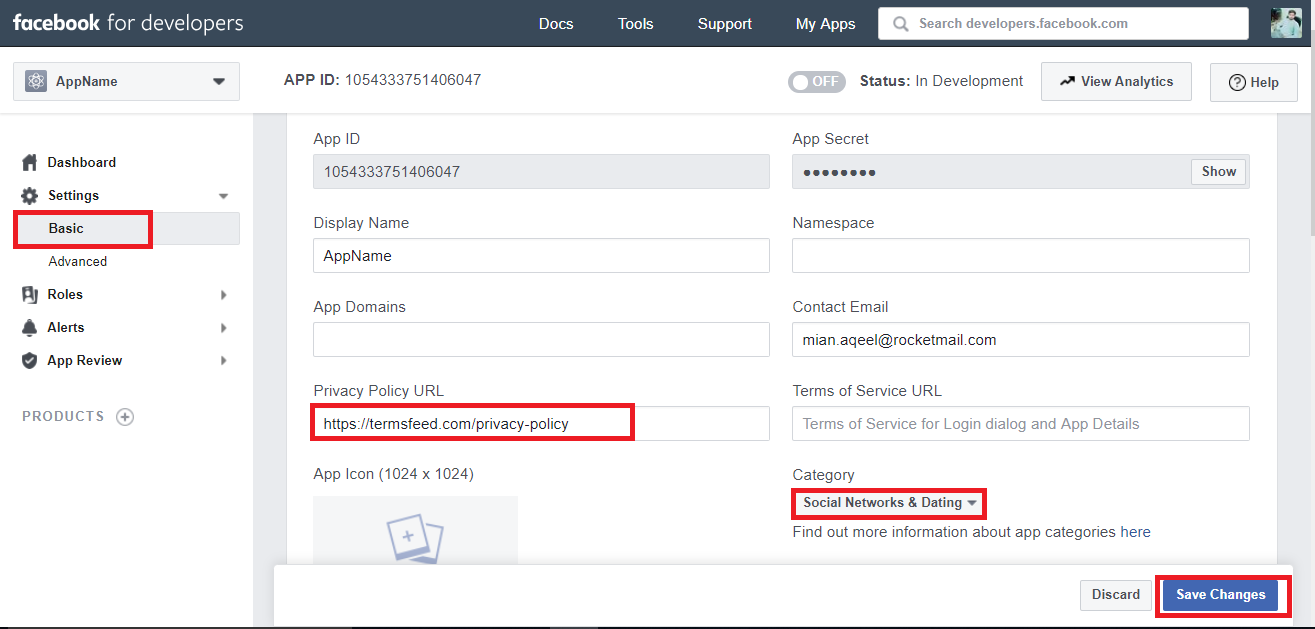 facebook for developers Docs Tools Support My Apps Search developers.facebook.com
AppName APP ID: 1054333751406047 OFF Status: In Development View Analytics Help
Dashboard
Settings
Basic
Advanced
Roles
Alerts
App Review
PRODUCTS
App ID App Secret
1054333751406047 Show
Display Name Namespace
AppName
App Domains Contact Email
mian.aqeel@rocketmail.com
Privacy Policy URL Terms of Service URL
https://termsfeed.com/privacy-policy Terms of Service for Login dialog and App Details
App Icon (1024 x 1024) Category
Social Networks & Dating
Find out more information about app categories here
Discard Save Changes